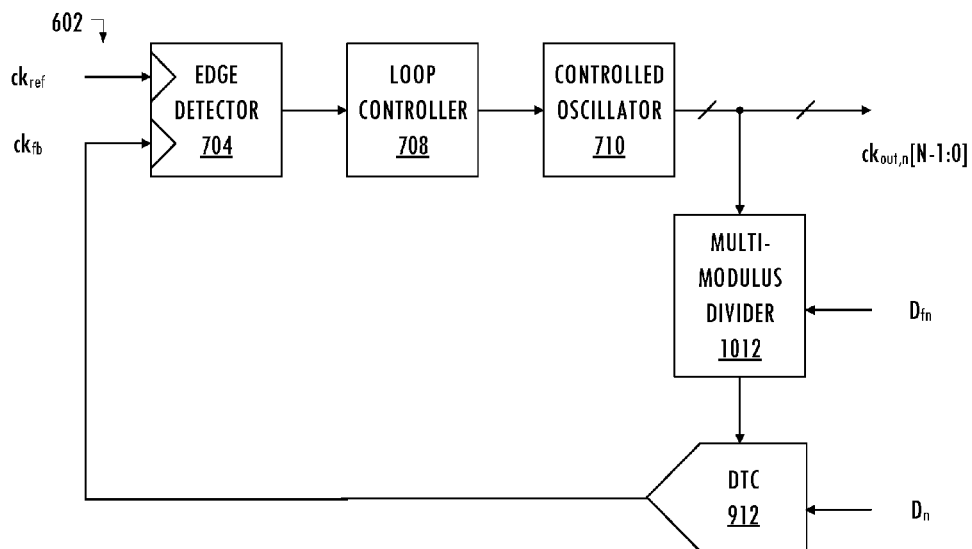 602
ck_ref
ck_fb
EDGE
DETECTOR
704
LOOP
CONTROLLER
708
CONTROLLED
OSCILLATOR
710
ck_out,n[N-1:0]
MULTI-
MODULUS
DIVIDER
1012
D_fn
DTC
912
D_n